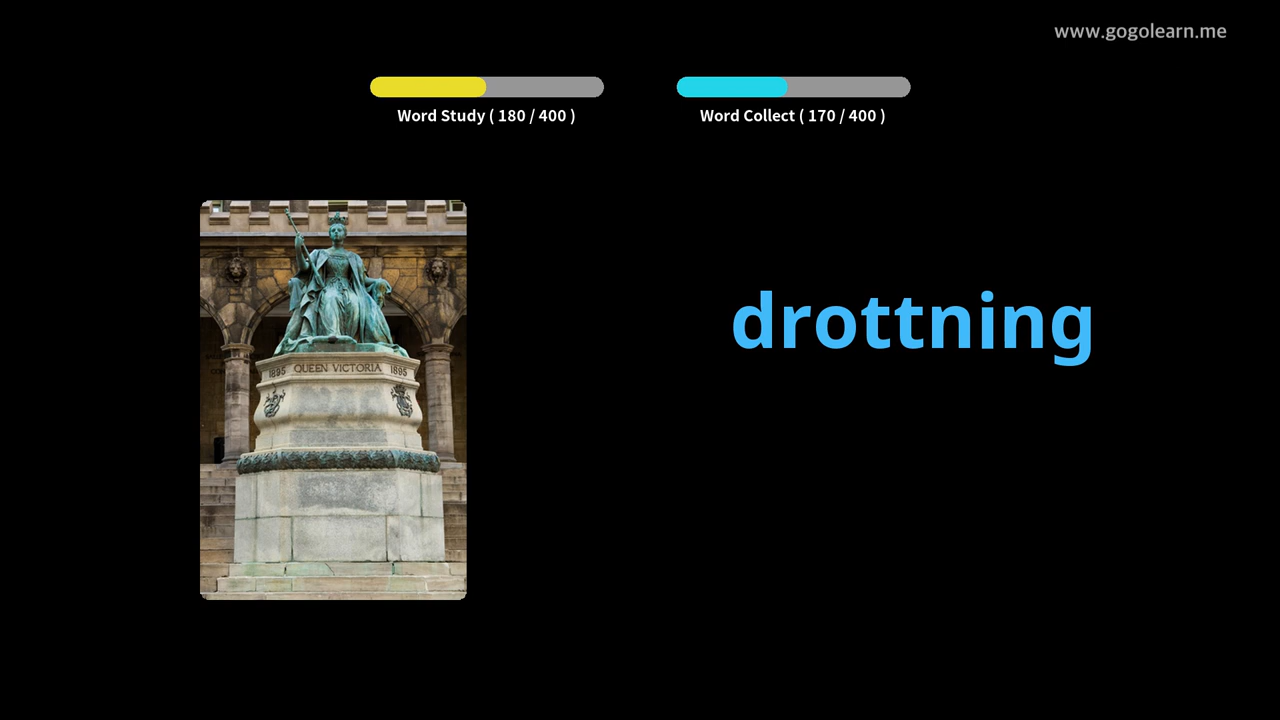 www.gogolearn.me
Word Study ( 180 / 400 )
Word Collect ( 170 / 400 )
drottning
1895 QUEEN VICTORIA 1895